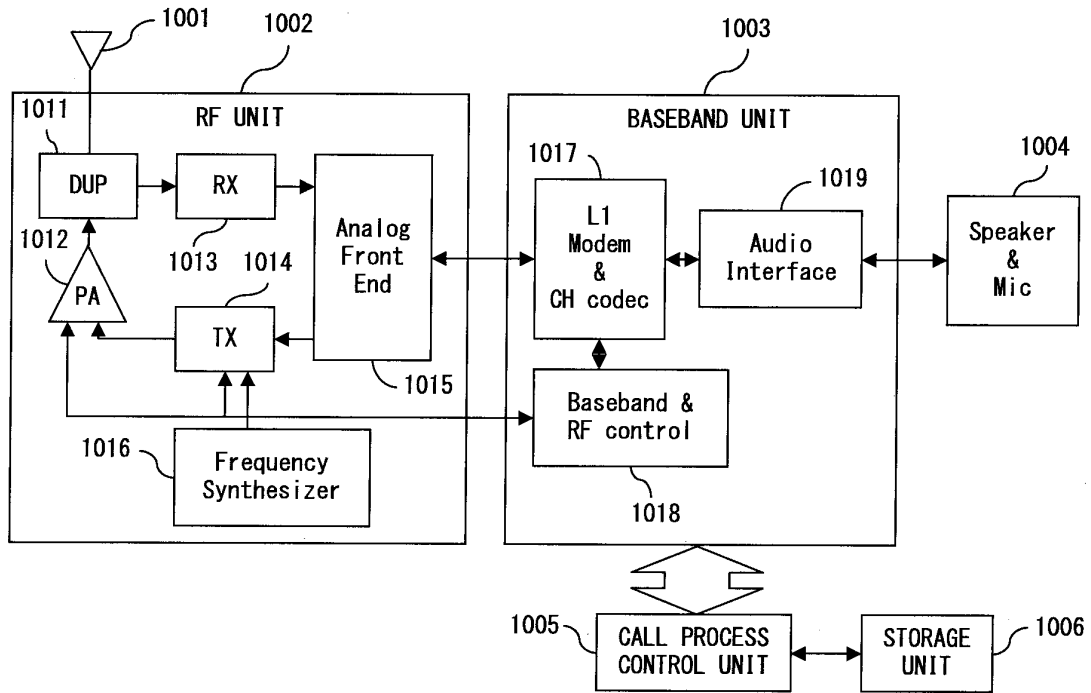 1001
1002
1003
1011
RF UNIT
BASEBAND UNIT
1017
1004
DUP
RX
1019
1012
Analog
Front
End
L1
Modem
&
CH codec
Audio
Interface
Speaker
&
Mic
1013
1014
PA
TX
1015
Baseband &
RF control
1016
Frequency
Synthesizer
1018
1005
CALL PROCESS
CONTROL UNIT
STORAGE
UNIT
1006